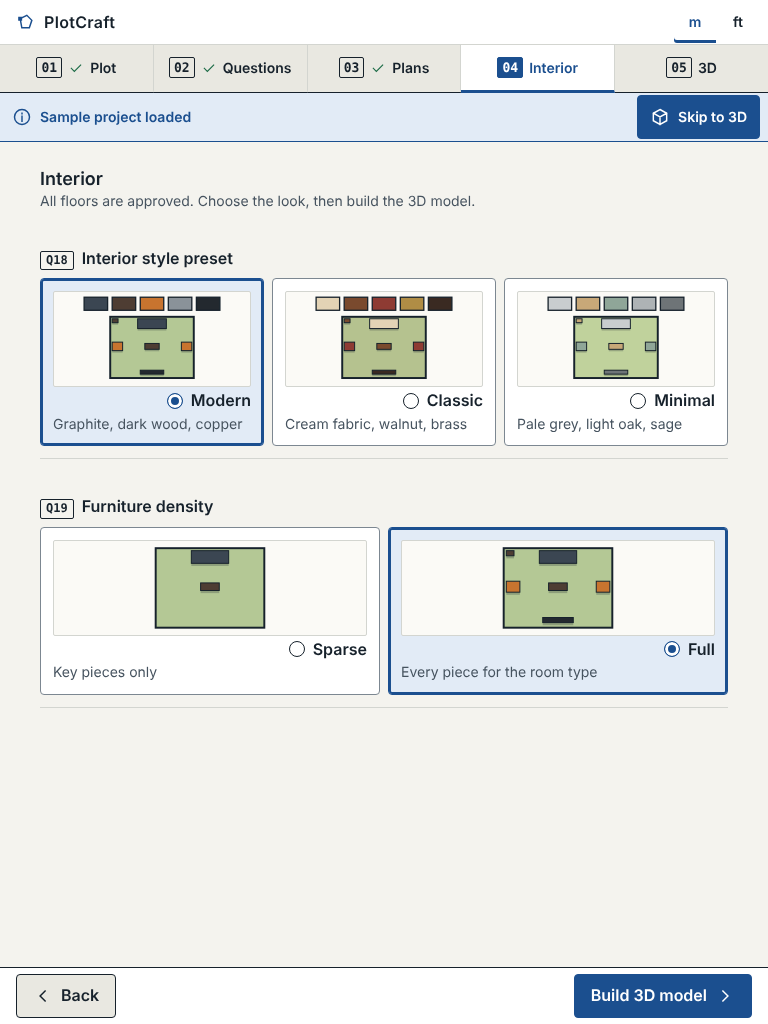 PlotCraft
m ft
01 Plot 02 Questions 03 Plans 04 Interior 05 3D
Sample project loaded Skip to 3D
Interior
All floors are approved. Choose the look, then build the 3D model.
Q18 Interior style preset
Modern
Graphite, dark wood, copper
Classic
Cream fabric, walnut, brass
Minimal
Pale grey, light oak, sage
Q19 Furniture density
Sparse
Key pieces only
Full
Every piece for the room type
Back
Build 3D model